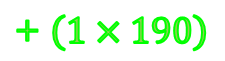 + (1 × 190)